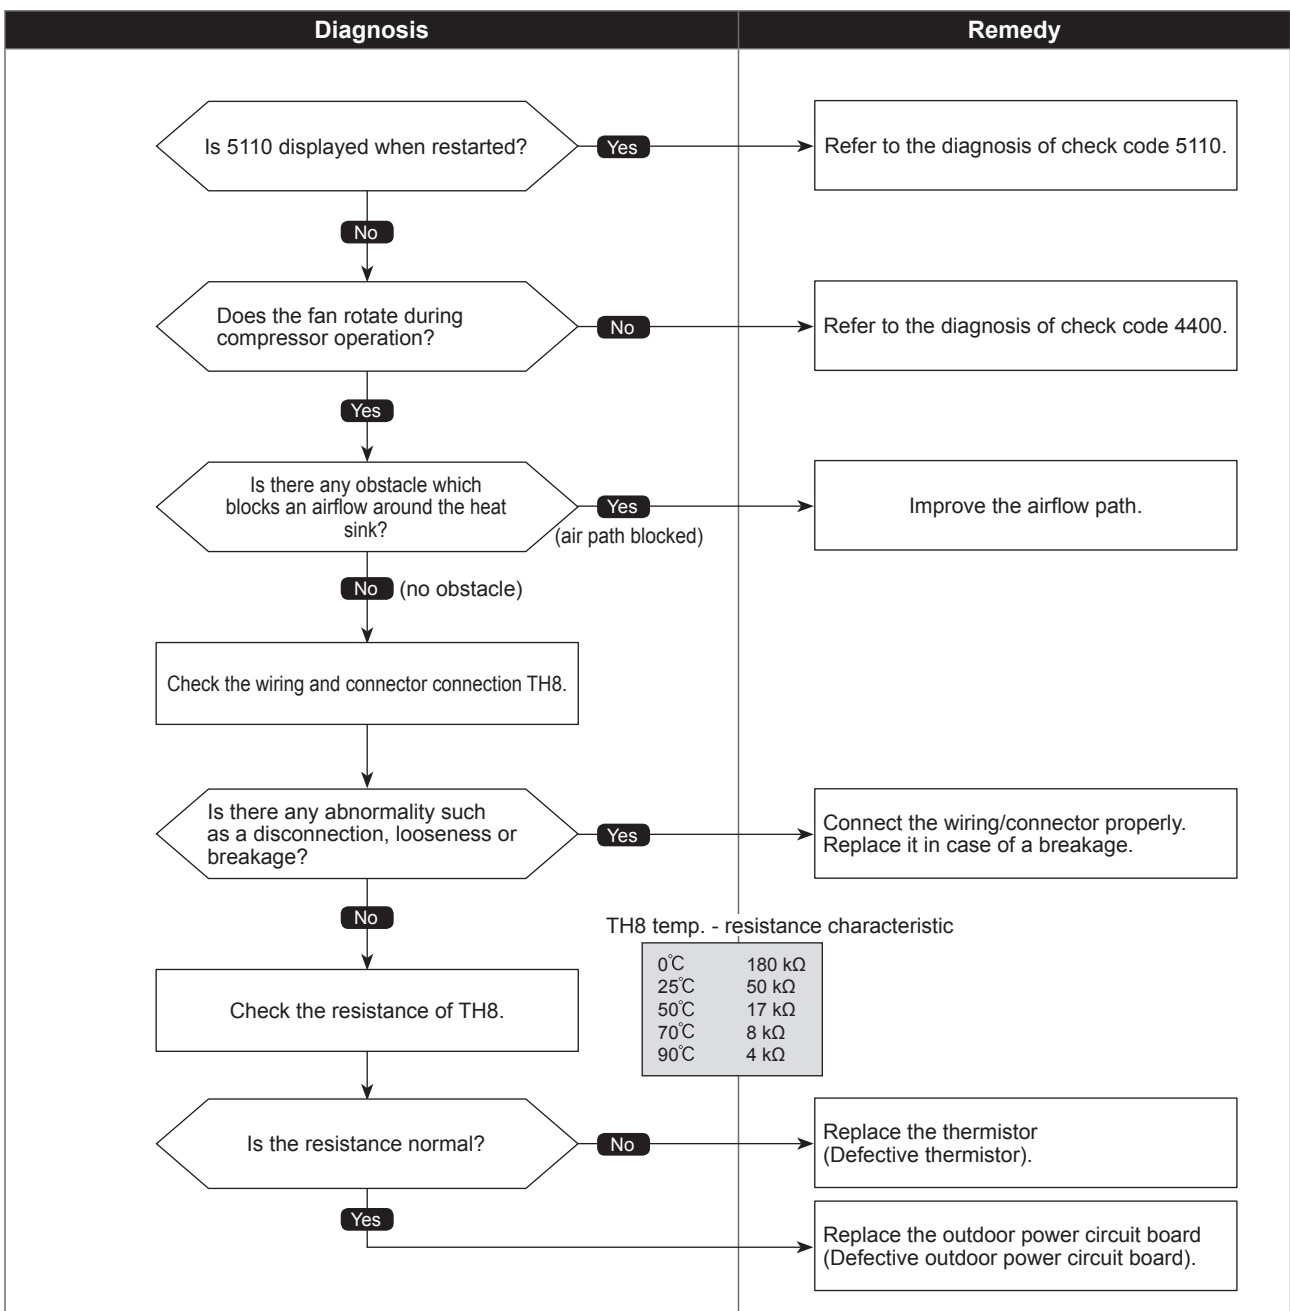 Diagnosis
Remedy
Is 5110 displayed when restarted?
Yes
Refer to the diagnosis of check code 5110.
No
Does the fan rotate during
compressor operation?
No
Refer to the diagnosis of check code 4400.
Yes
Is there any obstacle which
blocks an airflow around the heat
sink?
Yes
(air path blocked)
Improve the airflow path.
No (no obstacle)
Check the wiring and connector connection TH8.
Is there any abnormality such
as a disconnection, looseness or
breakage?
Yes
Connect the wiring/connector properly.
Replace it in case of a breakage.
No
TH8 temp. - resistance characteristic
0℃ 180 kΩ
25℃ 50 kΩ
50℃ 17 kΩ
70℃ 8 kΩ
90℃ 4 kΩ
Check the resistance of TH8.
Is the resistance normal?
No
Replace the thermistor
(Defective thermistor).
Yes
Replace the outdoor power circuit board
(Defective outdoor power circuit board).